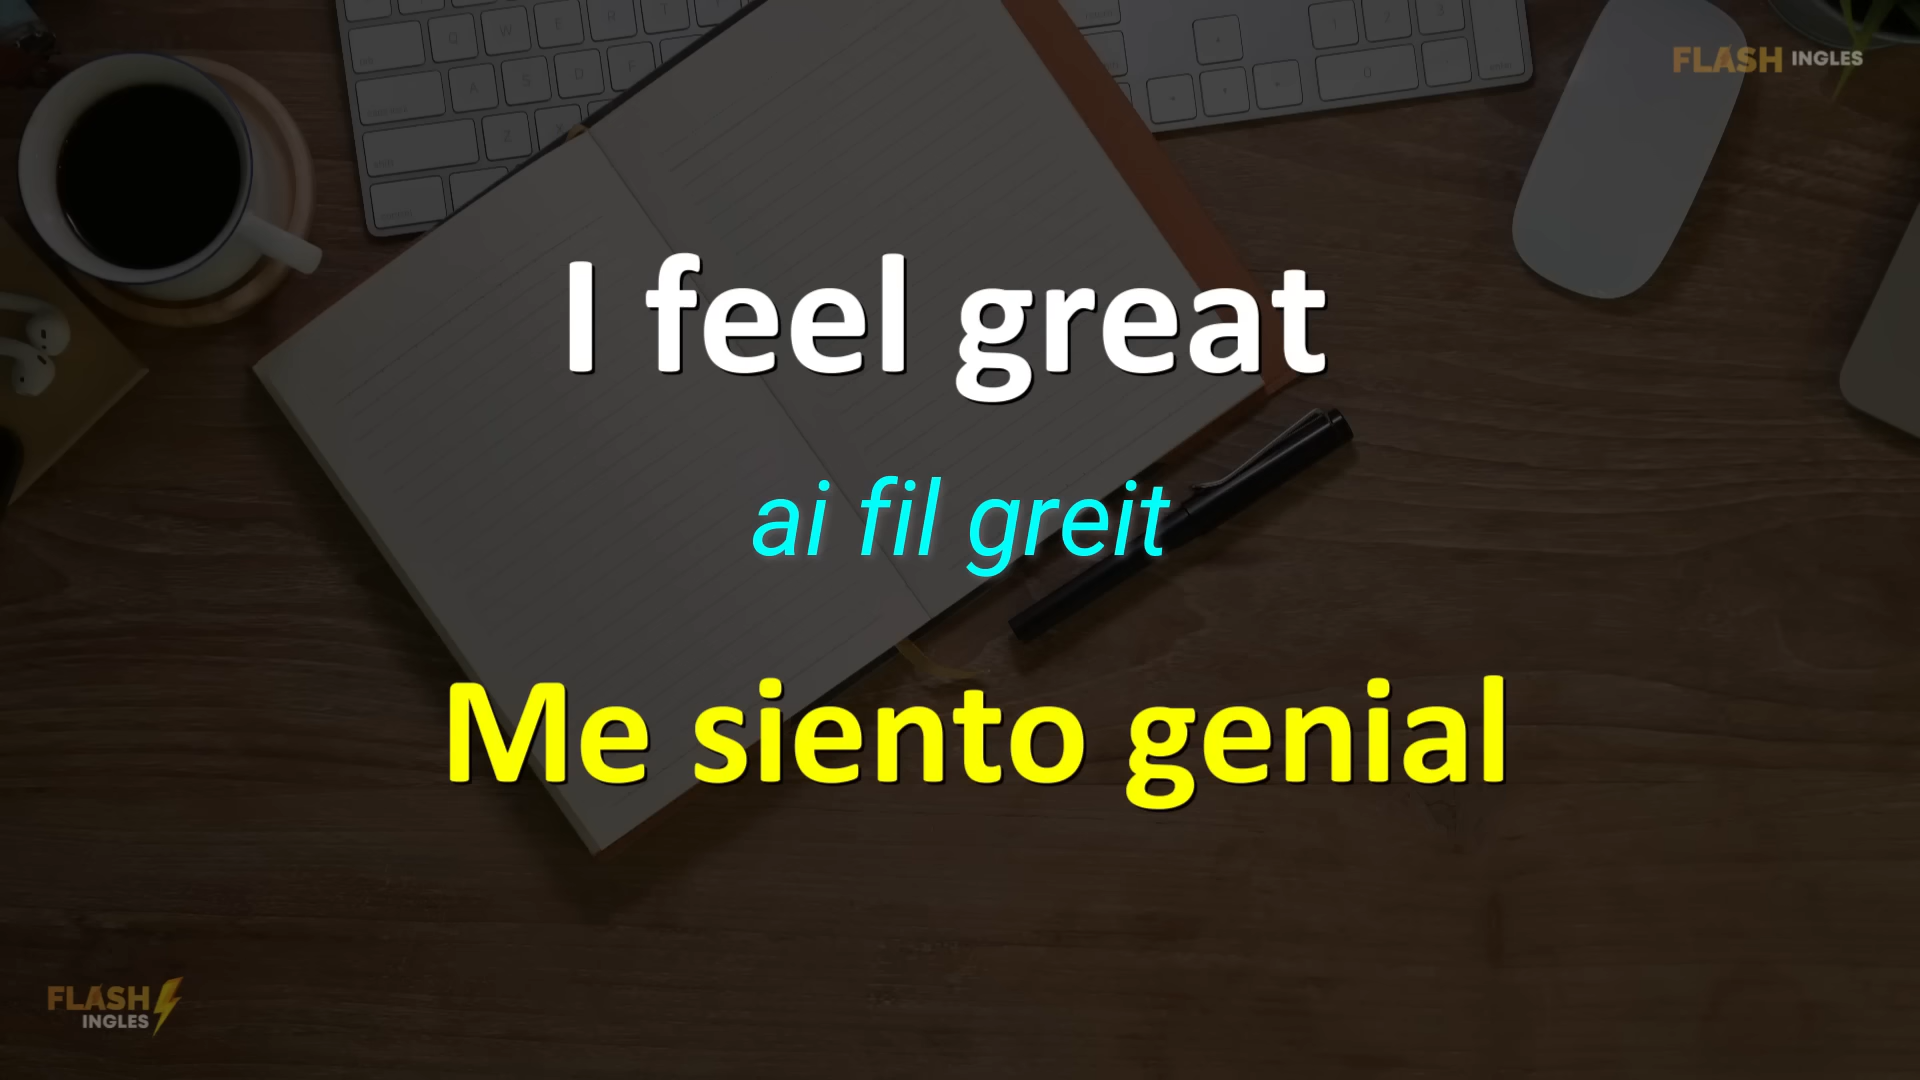 FLASH INGLES
I feel great
ai fil greit
Me siento genial
FLASH
INGLES